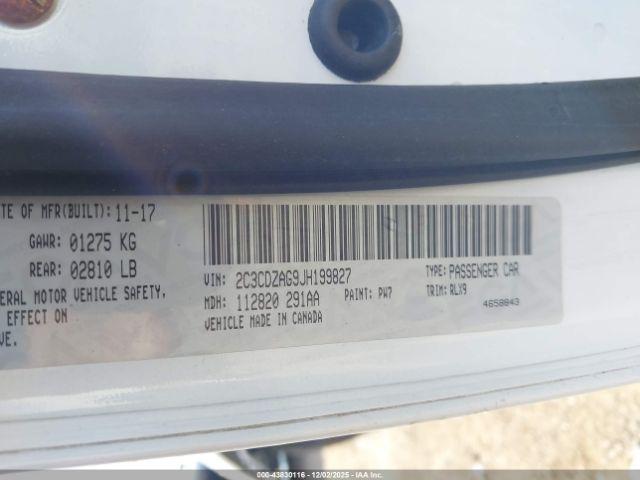 TE OF MFR(BUILT): 11-17
GAWR: 01275 KG
REAR: 02810 LB
ERAL MOTOR VEHICLE SAFETY,
EFFECT ON
VE.
VIN: 2C3CDZAG9JH199827
TYPE: PASSENGER CAR
MDH: 112820 291AA
PAINT: PW7
TRIM: RLX9
VEHICLE MADE IN CANADA
4658843
000-43830116 • 12/02/2025 • IAA Inc.